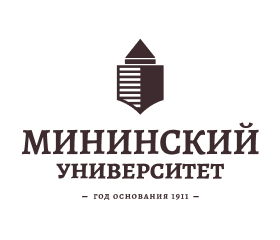 МИНИНСКИЙ
УНИВЕРСИТЕТ
– ГОД ОСНОВАНИЯ 1911 –